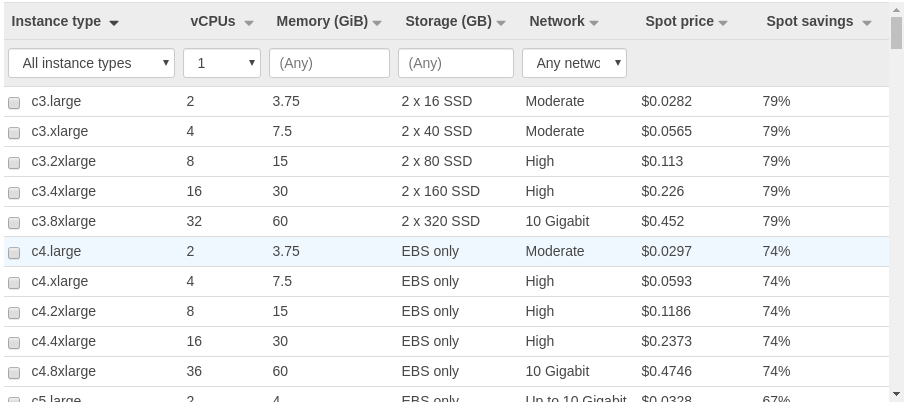 Instance type vCPUs Memory (GiB) Storage (GB) Network Spot price Spot savings
All instance types 1 (Any) (Any) Any netwo
c3.large 2 3.75 2 x 16 SSD Moderate $0.0282 79%
c3.xlarge 4 7.5 2 x 40 SSD Moderate $0.0565 79%
c3.2xlarge 8 15 2 x 80 SSD High $0.113 79%
c3.4xlarge 16 30 2 x 160 SSD High $0.226 79%
c3.8xlarge 32 60 2 x 320 SSD 10 Gigabit $0.452 79%
c4.large 2 3.75 EBS only Moderate $0.0297 74%
c4.xlarge 4 7.5 EBS only High $0.0593 74%
c4.2xlarge 8 15 EBS only High $0.1186 74%
c4.4xlarge 16 30 EBS only High $0.2373 74%
c4.8xlarge 36 60 EBS only 10 Gigabit $0.4746 74%
c5.large 2 4 EBS only Up to 10 Gigabit $0.0328 67%